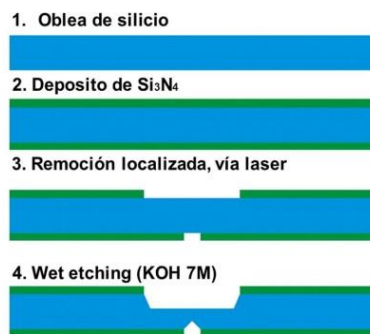 1. Oblea de silicio
2. Deposito de Si₃N₄
3. Remoción localizada, vía laser
4. Wet etching (KOH 7M)